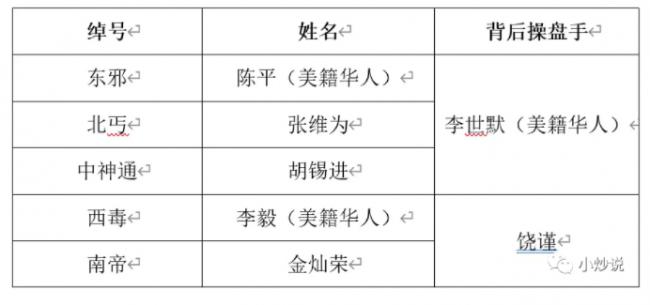 绰号 姓名 背后操盘手
东邪 陈平（美籍华人）
北丐 张维为 李世默（美籍华人）
中神通 胡锡进
西毒 李毅（美籍华人）
南帝 金灿荣 饶谨
小炒说